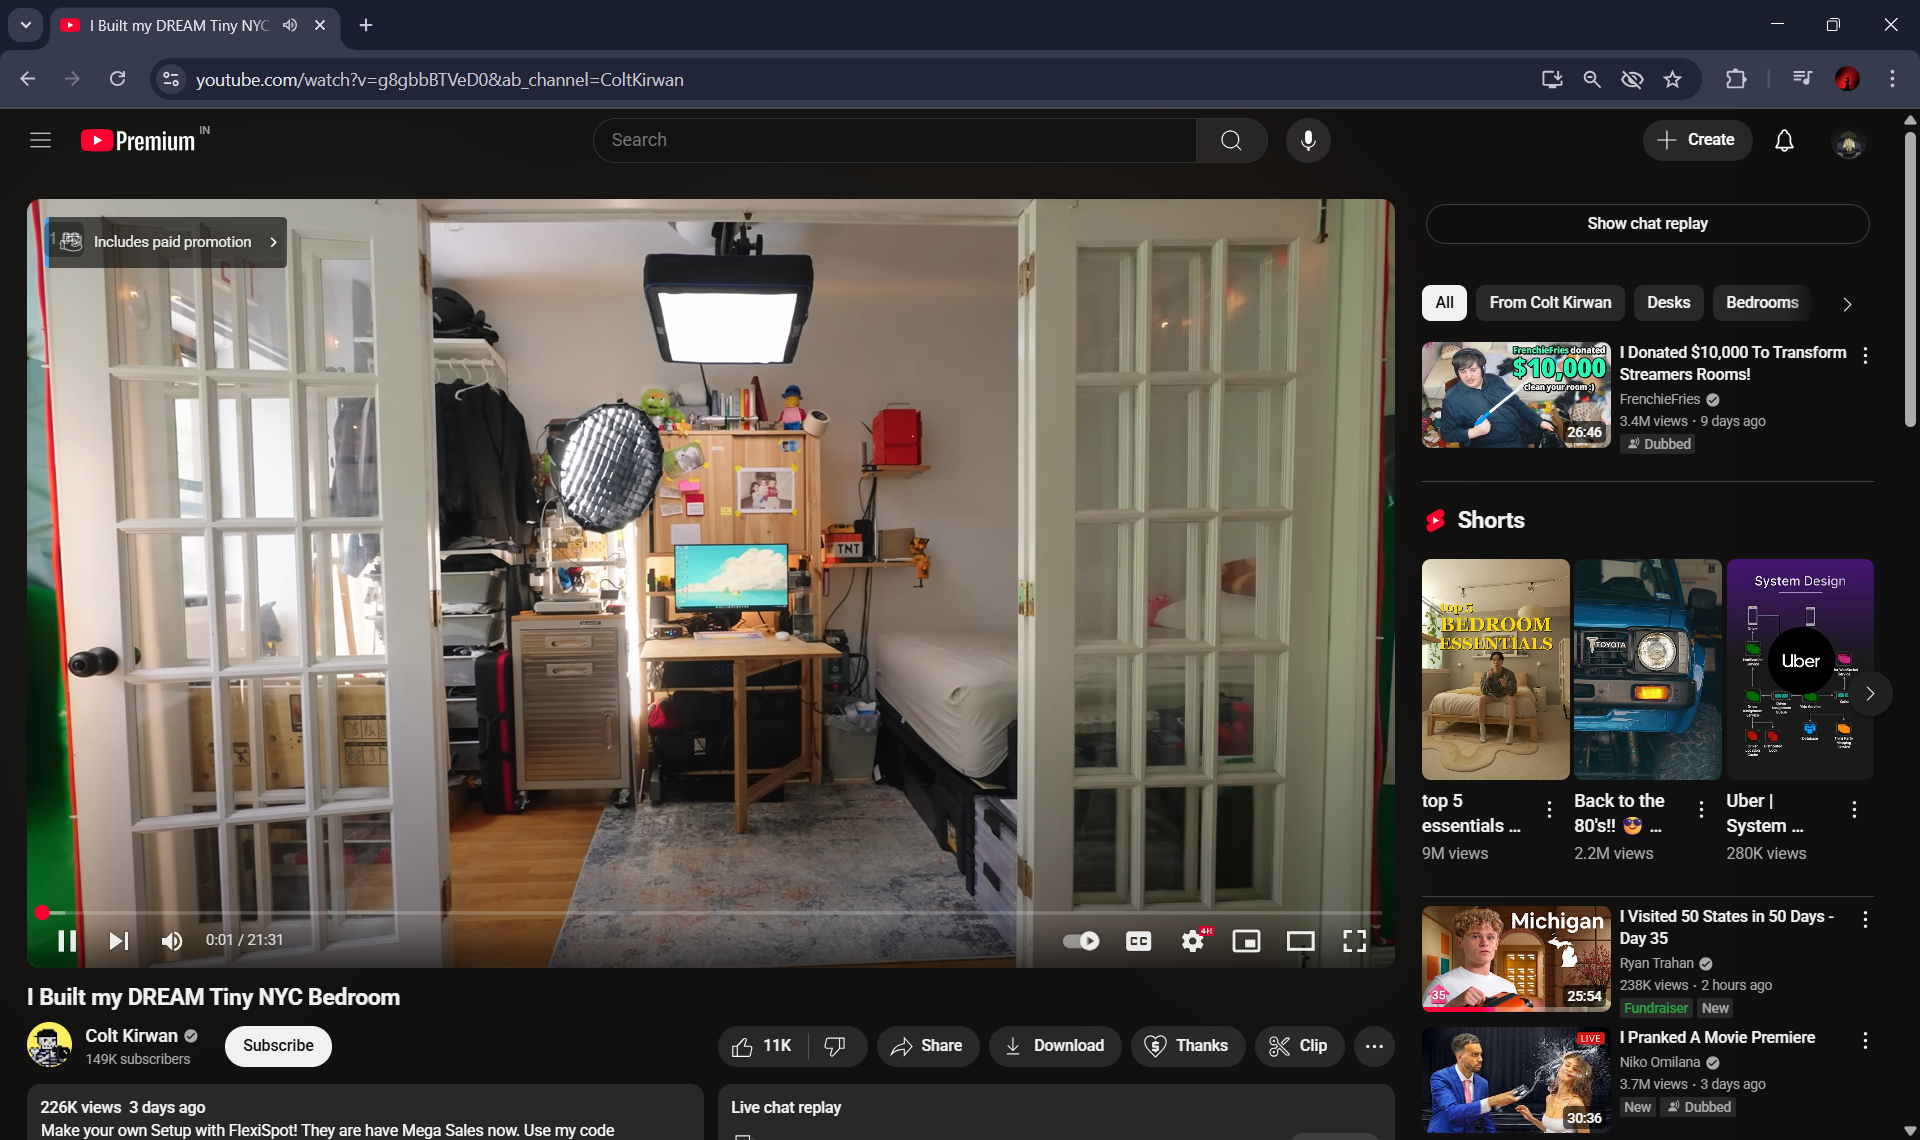 I Built my DREAM Tiny NYC
youtube.com/watch?v=g8gbbBTVeD0&ab_channel=ColtKirwan
Premium IN
Search
Create
Includes paid promotion
TNT
0:01 / 21:31
CC
4K
I Built my DREAM Tiny NYC Bedroom
Colt Kirwan
149K subscribers
Subscribe
11K
Share
Download
Thanks
Clip
226K views 3 days ago
Make your own Setup with FlexiSpot! They are have Mega Sales now. Use my code
Live chat replay
Show chat replay
All
From Colt Kirwan
Desks
Bedrooms
FrenchieFries donated
$10,000
clean your room :)
26:46
I Donated $10,000 To Transform
Streamers Rooms!
FrenchieFries
3.4M views • 9 days ago
Dubbed
Shorts
top 5
BEDROOM
ESSENTIALS
TOYOTA
System Design
Uber
top 5
essentials ...
9M views
Back to the
80's!! 😎 ...
2.2M views
Uber |
System ...
280K views
Michigan
35
25:54
I Visited 50 States in 50 Days -
Day 35
Ryan Trahan
238K views • 2 hours ago
Fundraiser
New
LIVE
30:36
I Pranked A Movie Premiere
Niko Omilana
3.7M views • 3 days ago
New
Dubbed